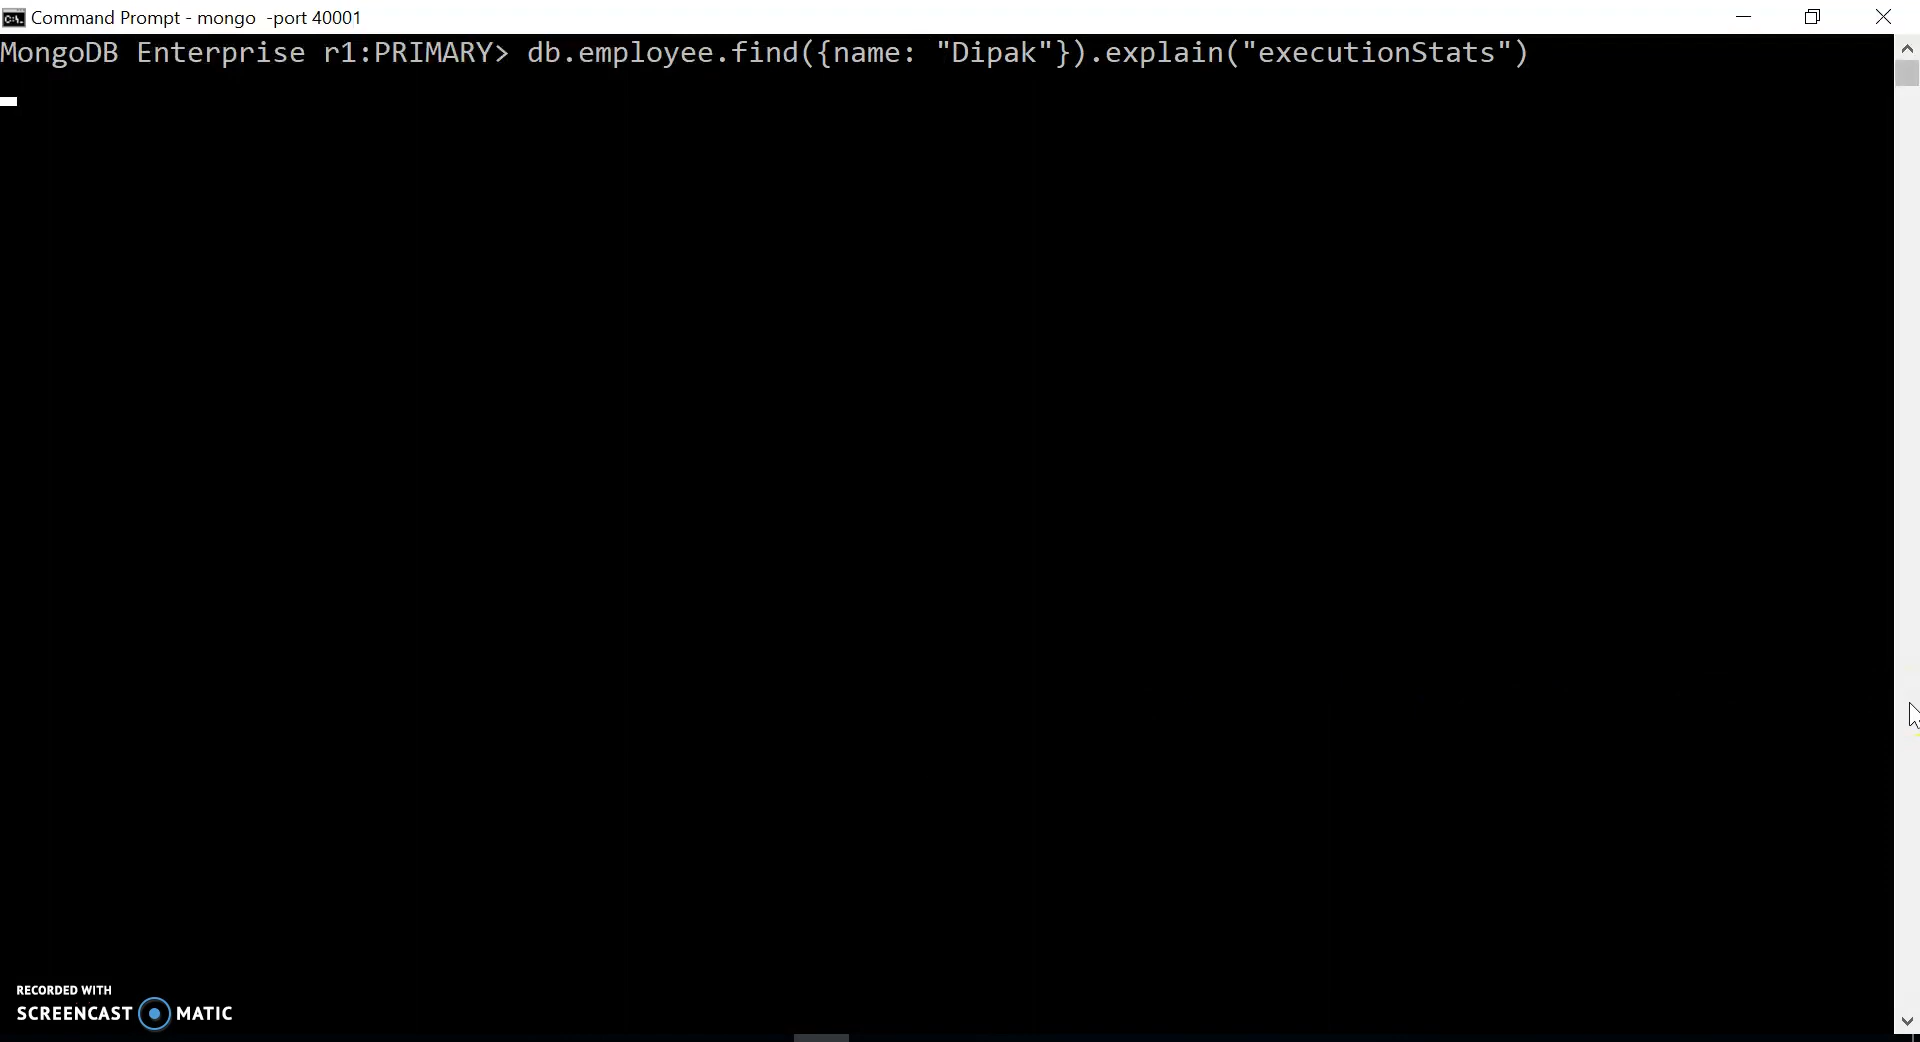 Command Prompt - mongo  -port 40001
MongoDB Enterprise r1:PRIMARY> db.employee.find({name: "Dipak"}).explain("executionStats")
RECORDED WITH
SCREENCAST MATIC